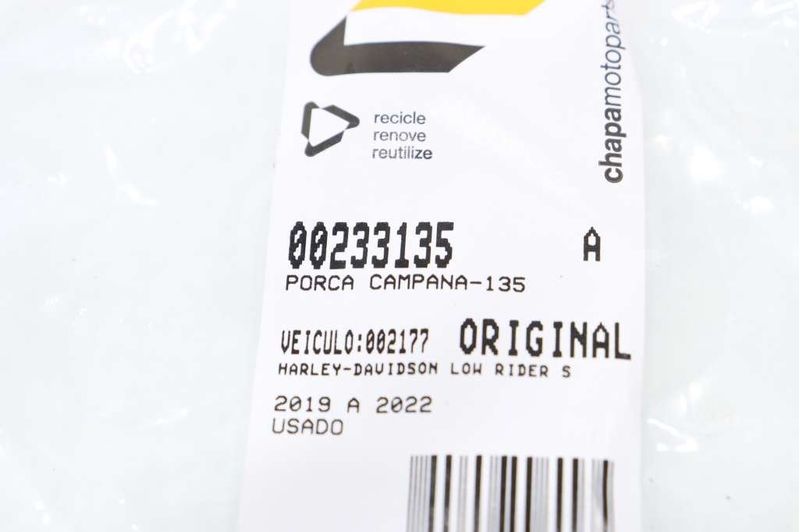 chapamotoparts
recicle
renove
reutilize
00233135 A
PORCA CAMPANA-135
VEICULO:002177 ORIGINAL
HARLEY-DAVIDSON LOW RIDER S
2019 A 2022
USADO